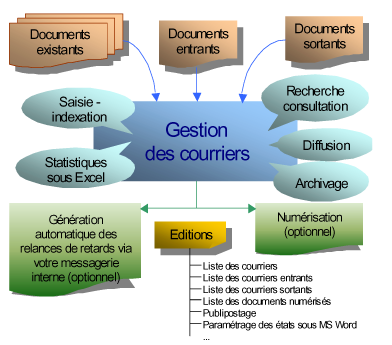 Documents
existants
Documents
entrants
Documents
sortants
Saisie -
indexation
Recherche
consultation
Gestion
des courriers
Diffusion
Statistiques
sous Excel
Archivage
Génération
automatique des
relances de retards via
votre messagerie
interne (optionnel)
Numérisation
(optionnel)
Editions
Liste des courriers
Liste des courriers entrants
Liste des courriers sortants
Liste des documents numérisés
Publipostage
Paramétrage des états sous MS Word
...